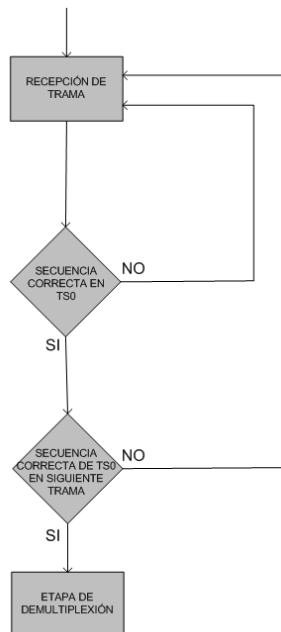 RECEPCIÓN DE
TRAMA
SECUENCIA
CORRECTA EN
TS0
NO
SI
SECUENCIA
CORRECTA DE TS0
EN SIGUIENTE
TRAMA
NO
SI
ETAPA DE
DEMULTIPLEXIÓN